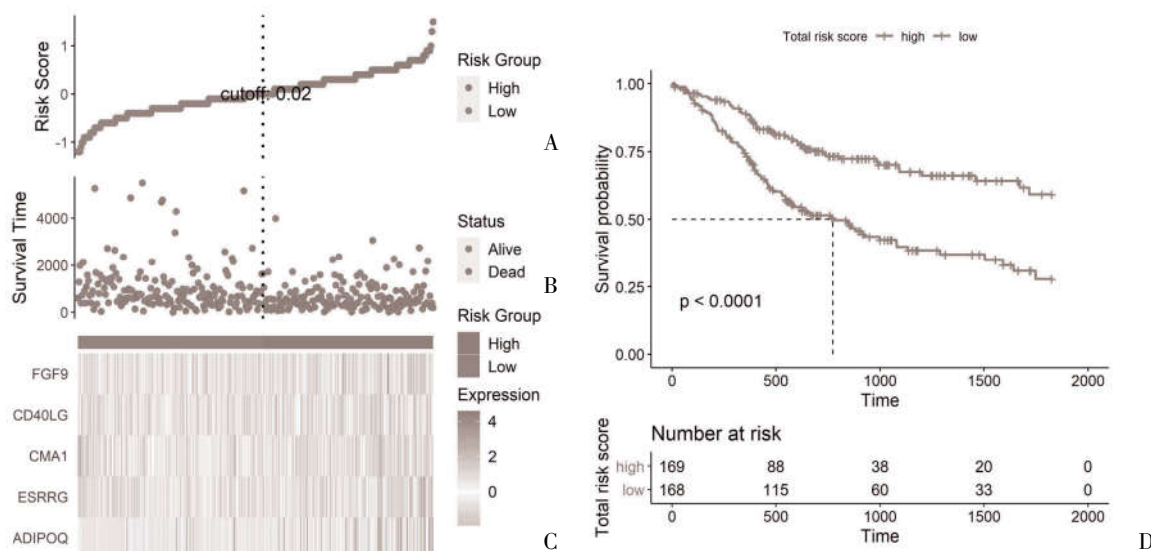 Risk Score
1
0
-1
cutoff: 0.02
Risk Group
High
Low
A
Survival Time
4000
2000
0
Status
Alive
Dead
B
Risk Group
High
Low
Expression
4
2
0
FGF9
CD40LG
CMA1
ESRRG
ADIPOQ
C
Total risk score high low
Survival probability
1.00
0.75
0.50
0.25
0.00
p < 0.0001
0 500 1000 1500 2000
Time
Number at risk
Total risk score
high 169 88 38 20 0
low 168 115 60 33 0
0 500 1000 1500 2000
Time
D